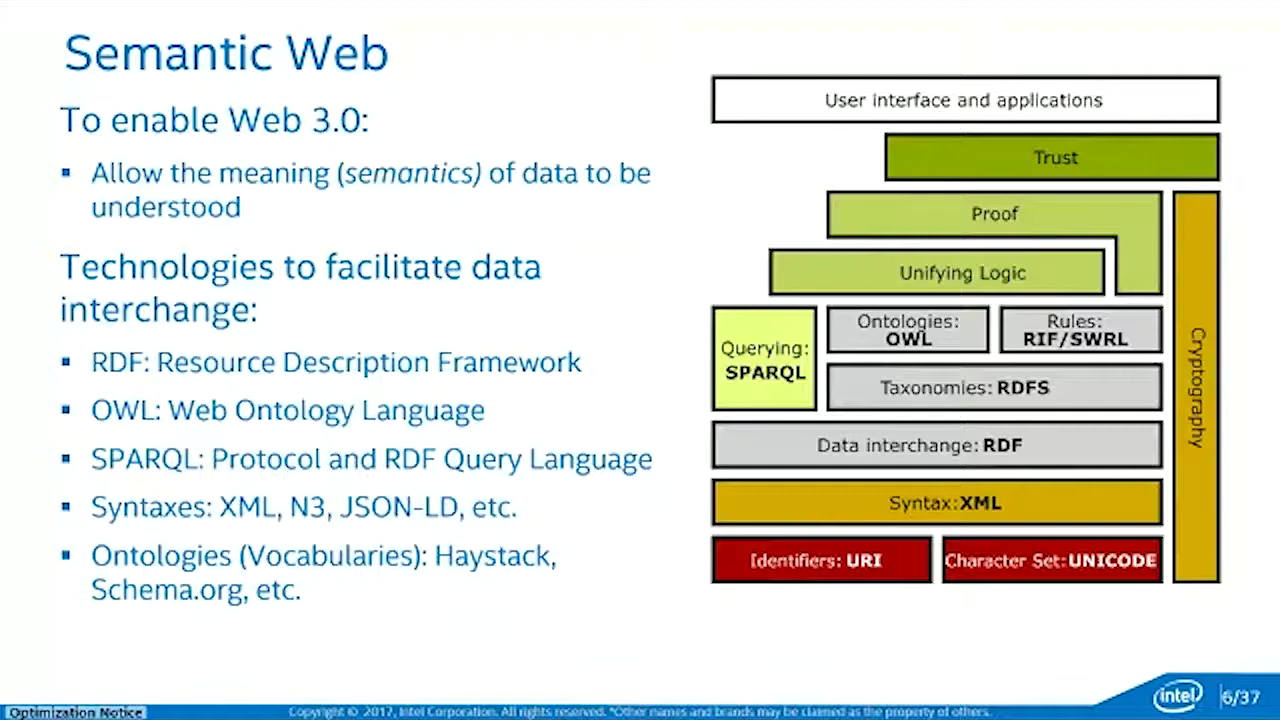 Semantic Web
To enable Web 3.0:
▪ Allow the meaning (semantics) of data to be
understood
Technologies to facilitate data
interchange:
▪ RDF: Resource Description Framework
▪ OWL: Web Ontology Language
▪ SPARQL: Protocol and RDF Query Language
▪ Syntaxes: XML, N3, JSON-LD, etc.
▪ Ontologies (Vocabularies): Haystack,
Schema.org, etc.
User interface and applications
Trust
Proof
Unifying Logic
Querying:
SPARQL
Ontologies:
OWL
Rules:
RIF/SWRL
Taxonomies: RDFS
Data interchange: RDF
Syntax:XML
Identifiers: URI
Character Set:UNICODE
Cryptography
Optimization Notice
Copyright © 2017, Intel Corporation. All rights reserved. *Other names and brands may be claimed as the property of others.
intel
6/37